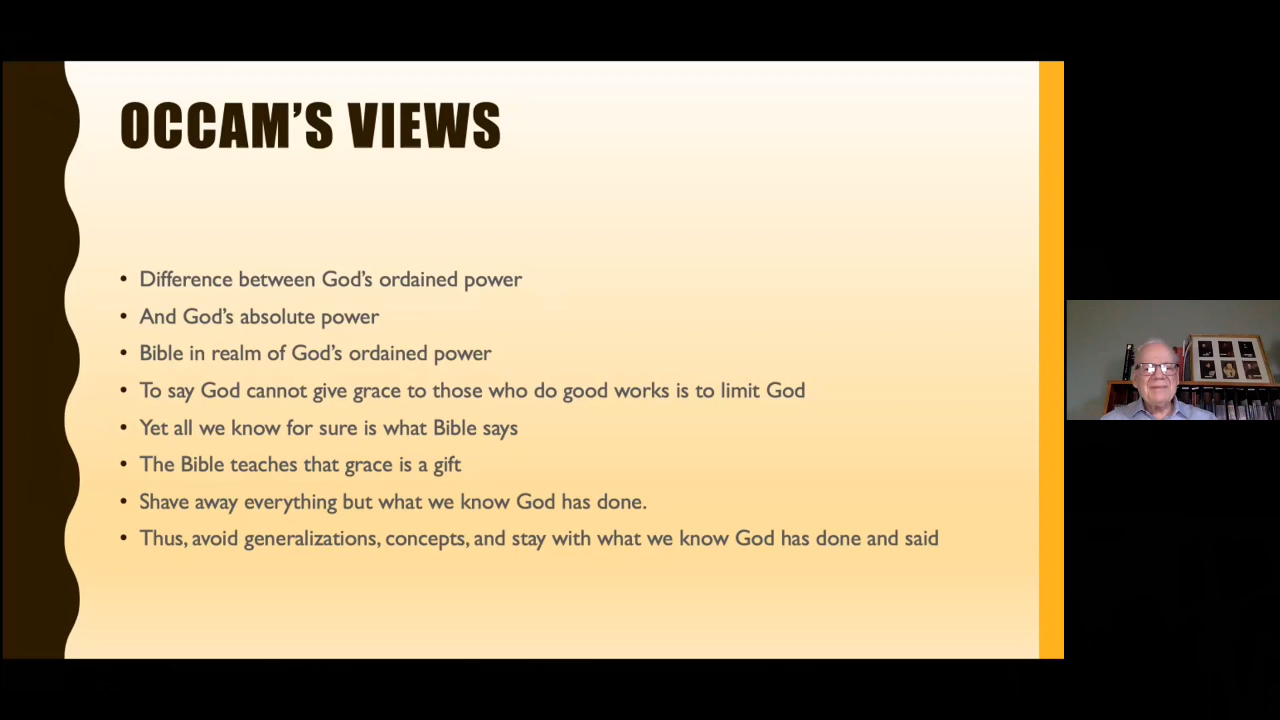 OCCAM’S VIEWS
• Difference between God’s ordained power
• And God’s absolute power
• Bible in realm of God’s ordained power
• To say God cannot give grace to those who do good works is to limit God
• Yet all we know for sure is what Bible says
• The Bible teaches that grace is a gift
• Shave away everything but what we know God has done.
• Thus, avoid generalizations, concepts, and stay with what we know God has done and said